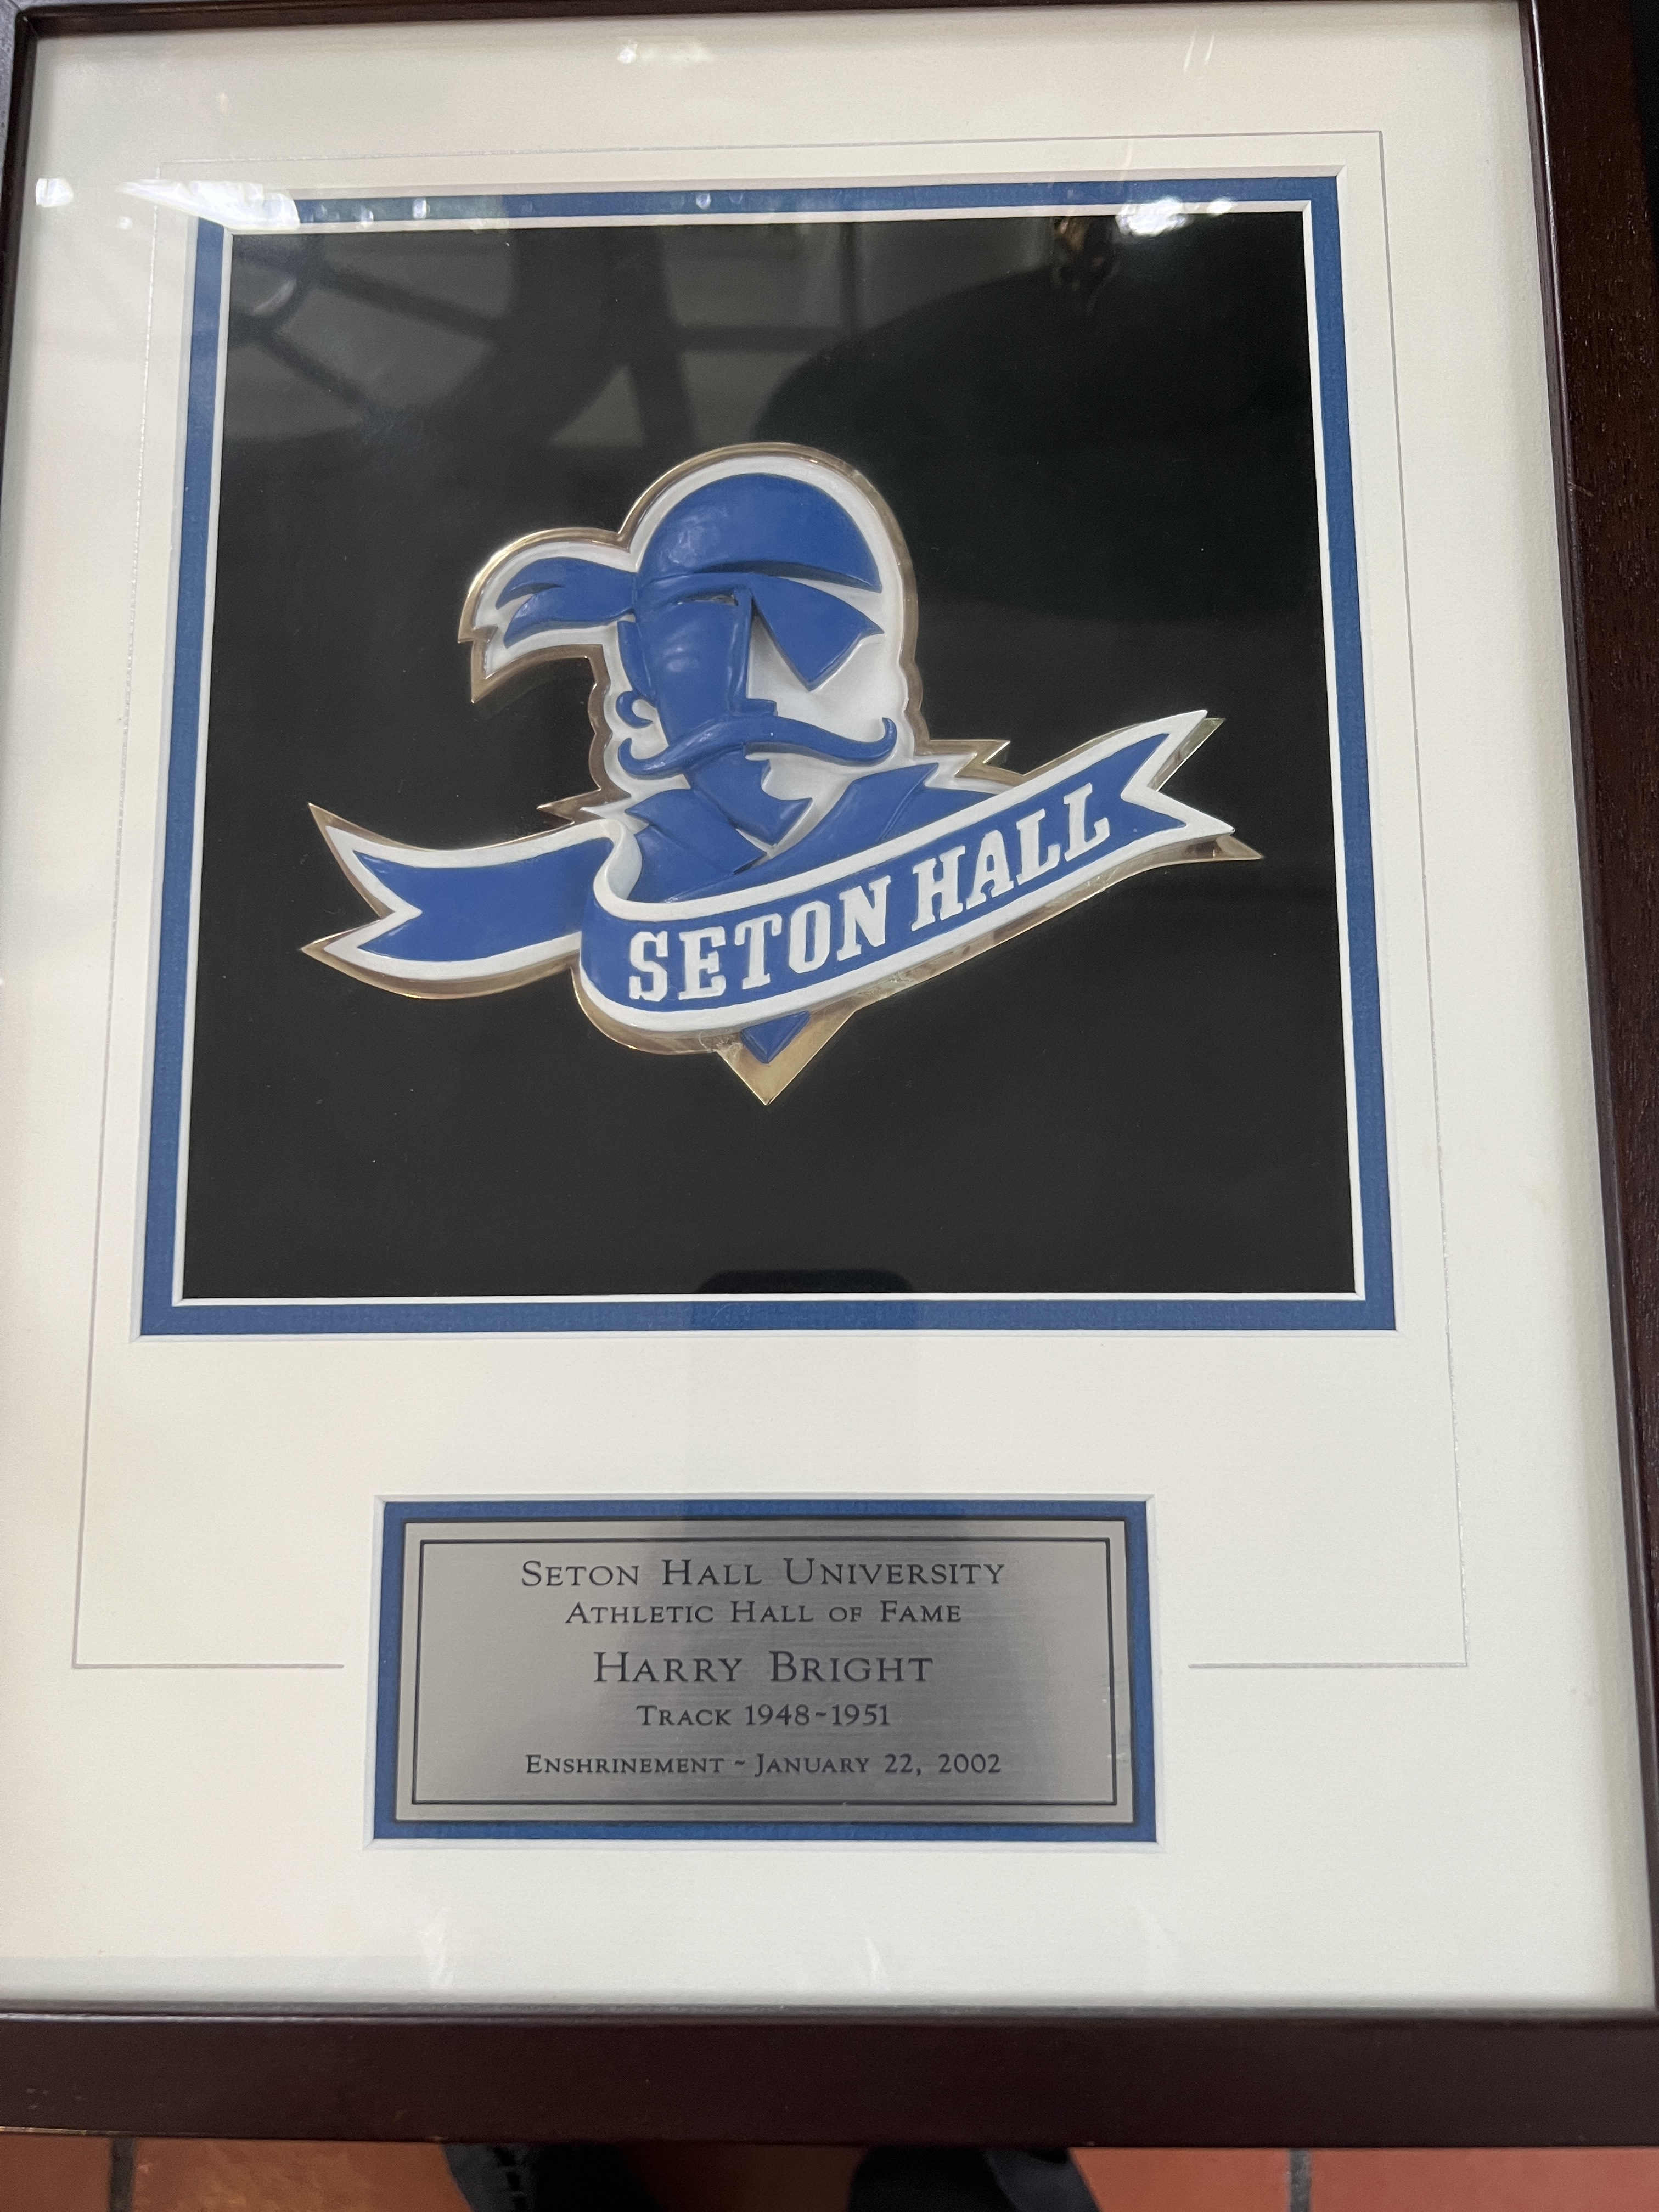 SETON HALL
SETON HALL UNIVERSITY
ATHLETIC HALL OF FAME
HARRY BRIGHT
TRACK 1948~1951
ENSHRINEMENT ~ JANUARY 22, 2002